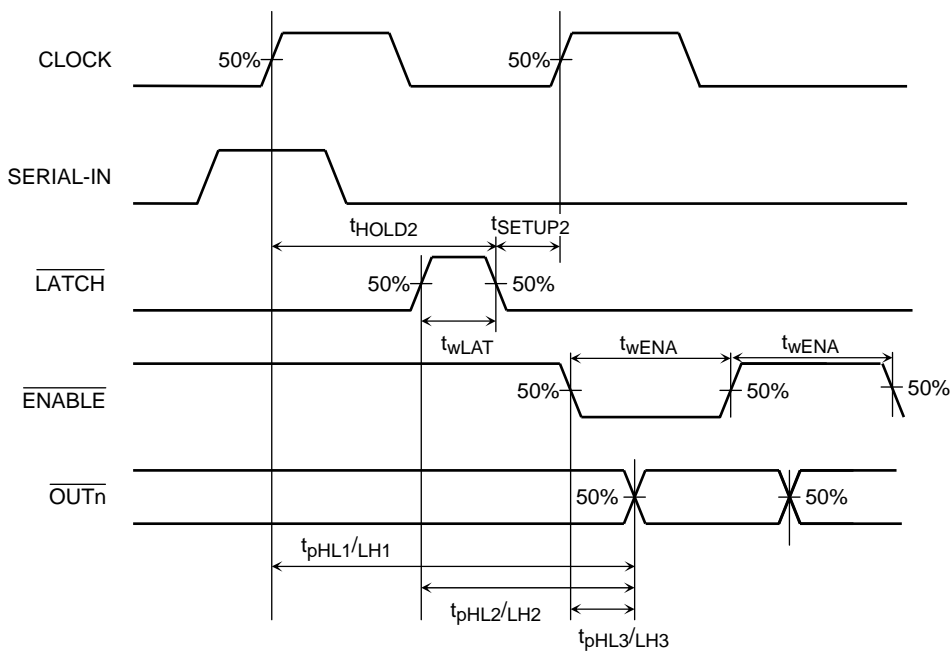 CLOCK
50%
50%
SERIAL-IN
tHOLD2
tSETUP2
LATCH
50%
50%
twLAT
twENA
twENA
ENABLE
50%
50%
50%
OUTn
50%
50%
tpHL1/LH1
tpHL2/LH2
tpHL3/LH3